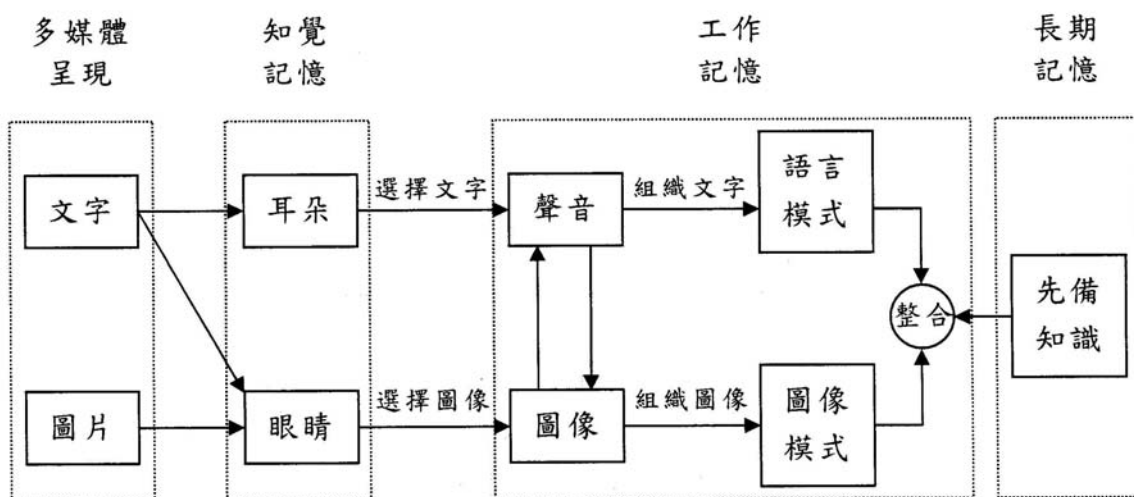 多媒體
呈現
知覺
記憶
工作
記憶
長期
記憶
文字
耳朵
選擇文字
聲音
組織文字
語言
模式
整合
先備
知識
圖片
眼睛
選擇圖像
圖像
組織圖像
圖像
模式